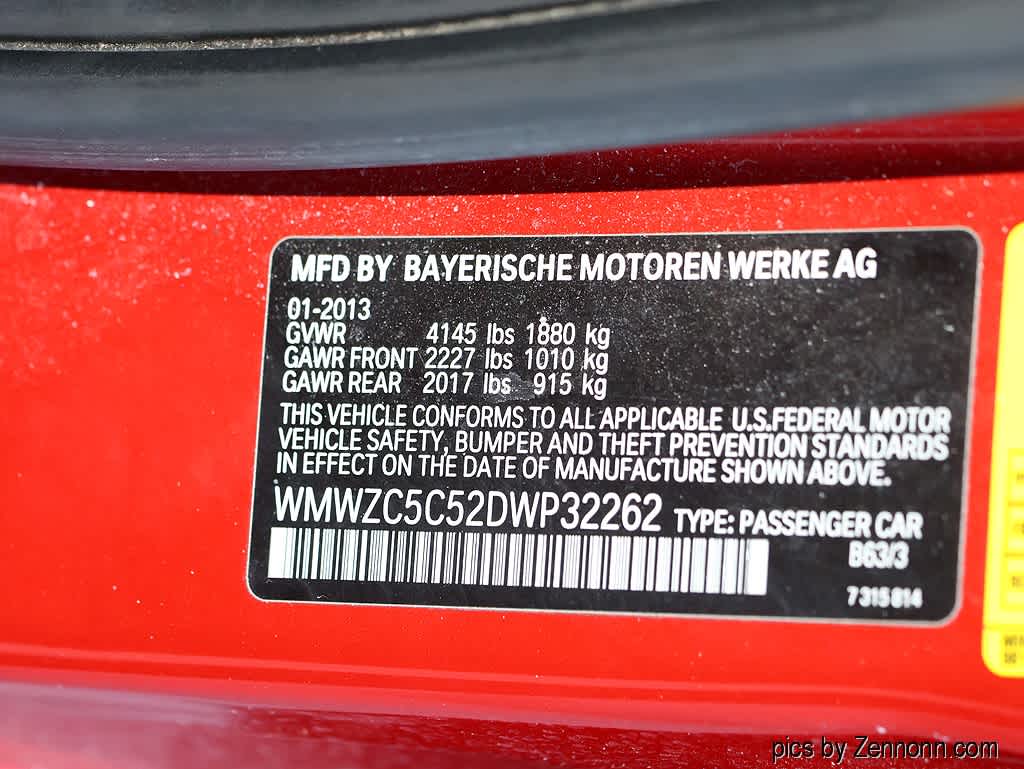 MFD BY BAYERISCHE MOTOREN WERKE AG
01-2013
GVWR 4145 lbs 1880 kg
GAWR FRONT 2227 lbs 1010 kg
GAWR REAR 2017 lbs 915 kg
THIS VEHICLE CONFORMS TO ALL APPLICABLE U.S.FEDERAL MOTOR
VEHICLE SAFETY, BUMPER AND THEFT PREVENTION STANDARDS
IN EFFECT ON THE DATE OF MANUFACTURE SHOWN ABOVE.
WMWZC5C52DWP32262 TYPE: PASSENGER CAR
B63/3
7 315 814
pics by Zennonn.com